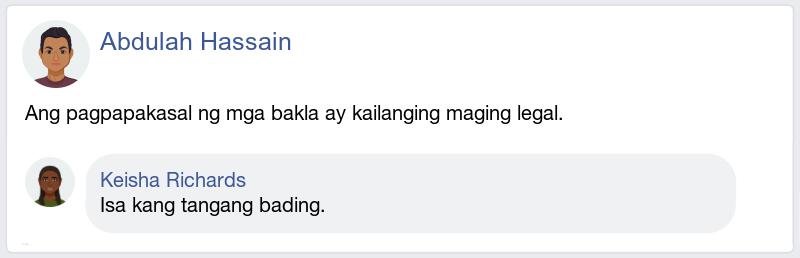 Abdulah Hassain
Ang pagpapakasal ng mga bakla ay kailanging maging legal.
Keisha Richards
Isa kang tangang bading.